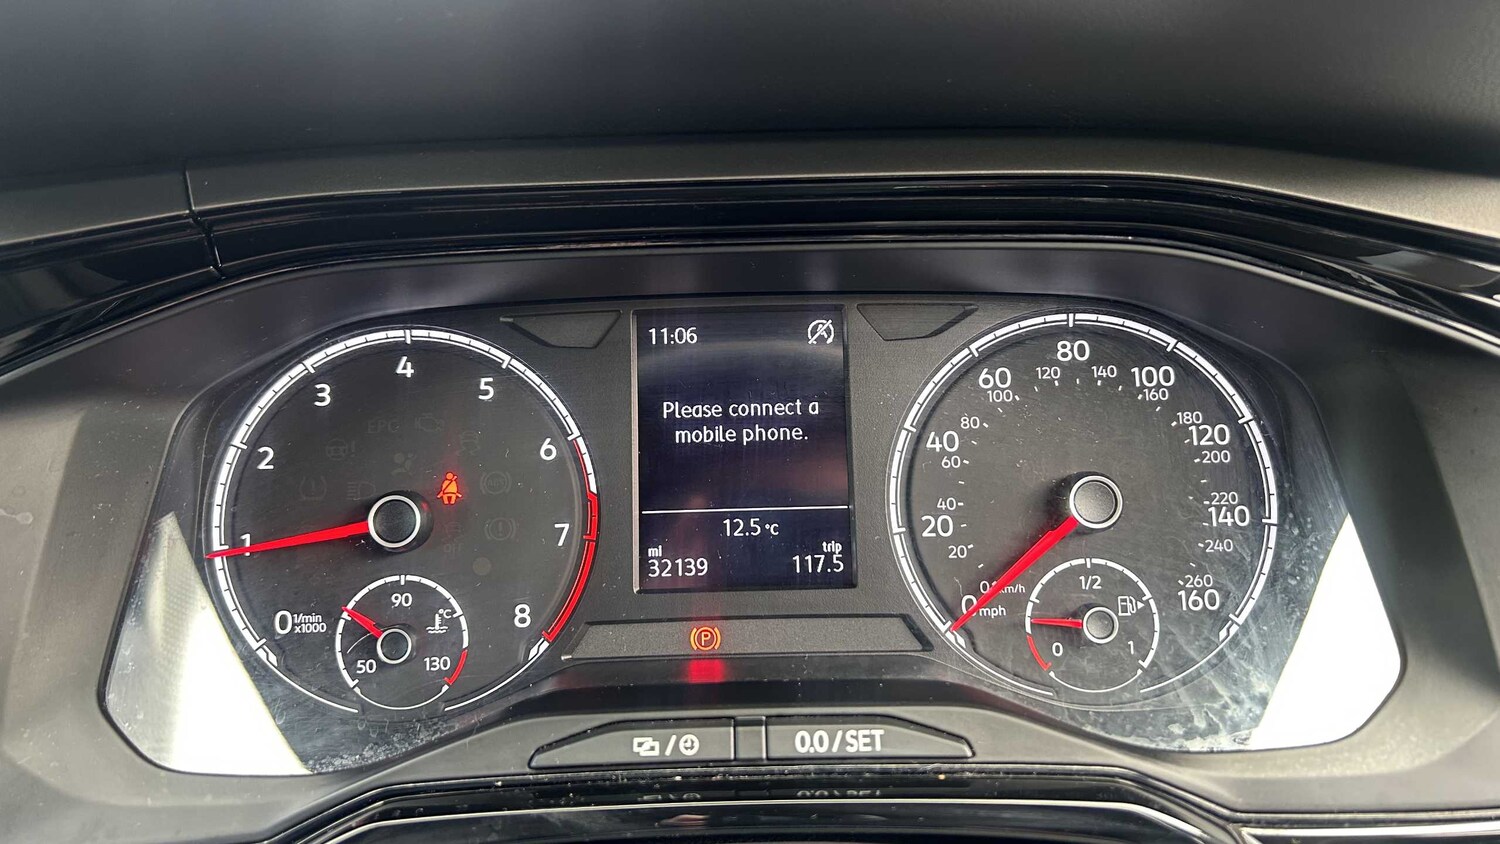 11:06
Please connect a
mobile phone.
12.5 °C
mi
32139
trip
117.5
0 1 2 3 4 5 6 7 8
1/min
x1000
EPC
50 90 130
°C
0 20 40 60 80 100 120 140 160
mph
0 20 40 60 80 100 120 140 160 180 200 220 240 260
km/h
0 1/2 1
P
0.0 / SET